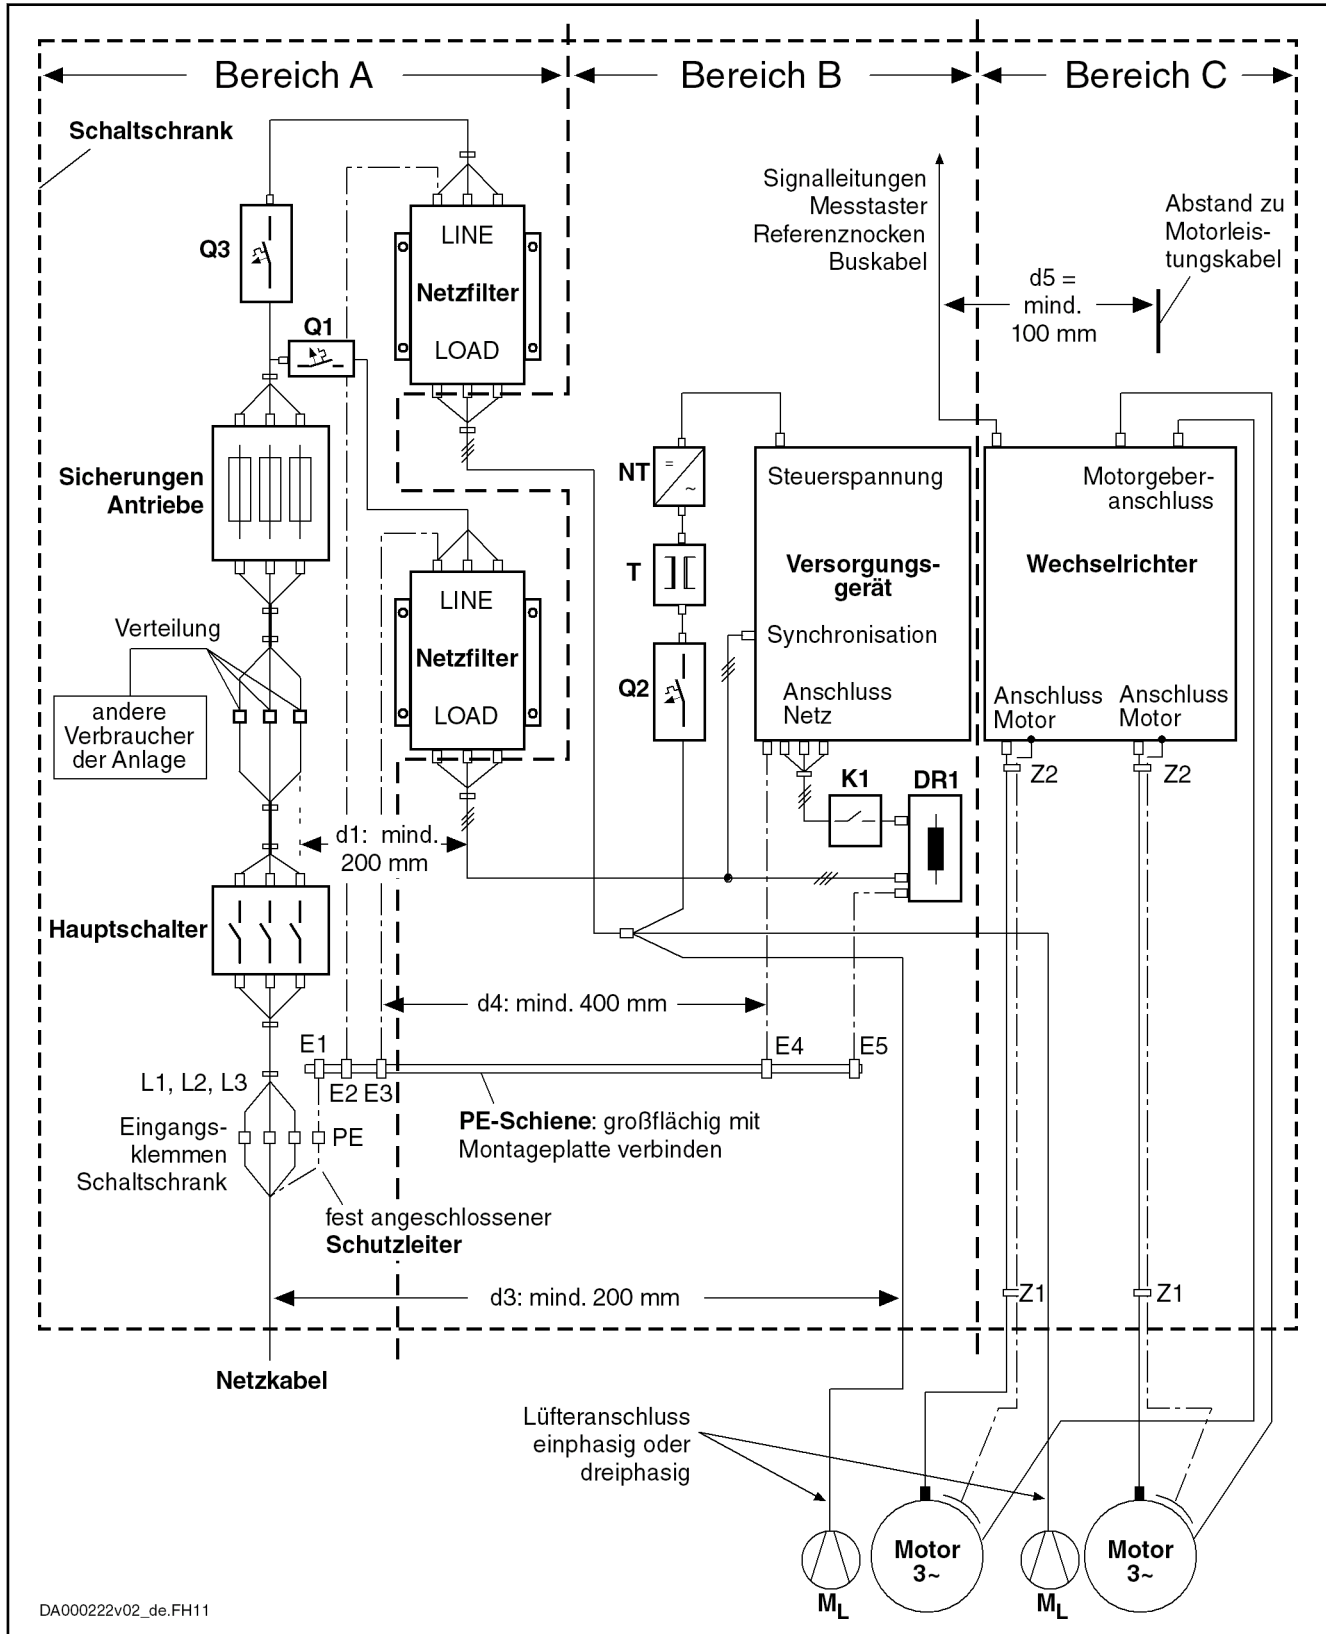 Bereich A
Bereich B
Bereich C
Schaltschrank
Signalleitungen
Messtaster
Referenznocken
Buskabel
Abstand zu
Motorleis-
tungskabel
d5 =
mind.
100 mm
Q3
LINE
Netzfilter
LOAD
Q1
Sicherungen
Antriebe
NT
=
~
Steuerspannung
Motorgeber-
anschluss
T
Versorgungs-
gerät
Wechselrichter
LINE
Netzfilter
LOAD
Verteilung
Synchronisation
Q2
Anschluss
Netz
Anschluss
Motor
Anschluss
Motor
andere
Verbraucher
der Anlage
K1
DR1
Z2
Z2
d1: mind.
200 mm
Hauptschalter
d4: mind. 400 mm
E1
E4
E5
E2
E3
L1, L2, L3
PE-Schiene: großflächig mit
Montageplatte verbinden
Eingangs-
klemmen
Schaltschrank
PE
fest angeschlossener
Schutzleiter
d3: mind. 200 mm
Z1
Z1
Netzkabel
Lüfteranschluss
einphasig oder
dreiphasig
Motor
3~
Motor
3~
ML
ML
DA000222v02_de.FH11